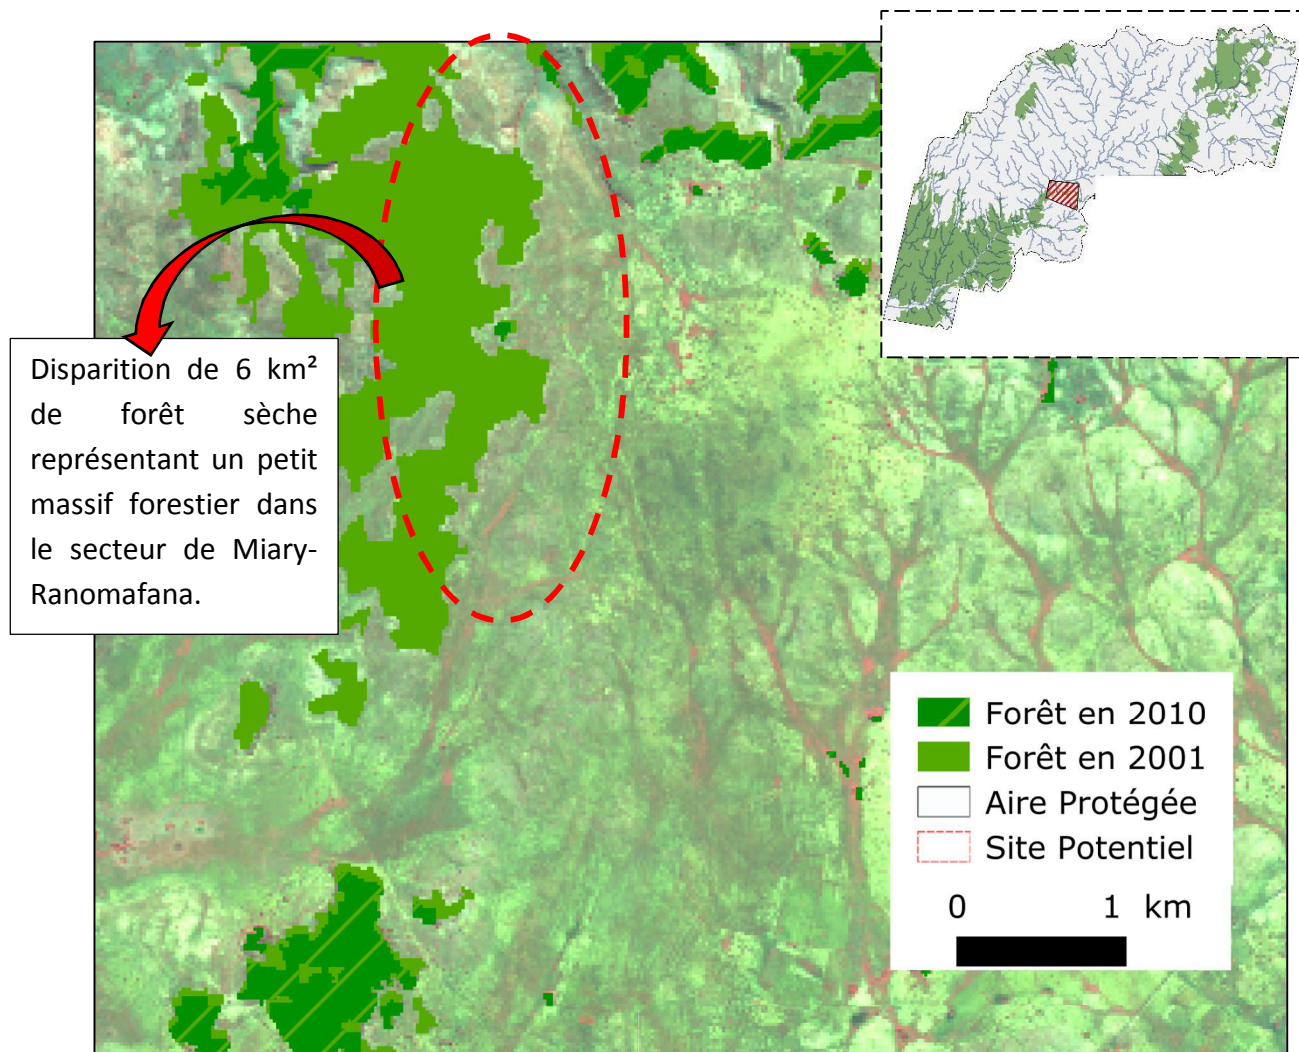 Disparition de 6 km²
de forêt sèche
représentant un petit
massif forestier dans
le secteur de Miary-
Ranomafana.
Forêt en 2010
Forêt en 2001
Aire Protégée
Site Potentiel
0 1 km